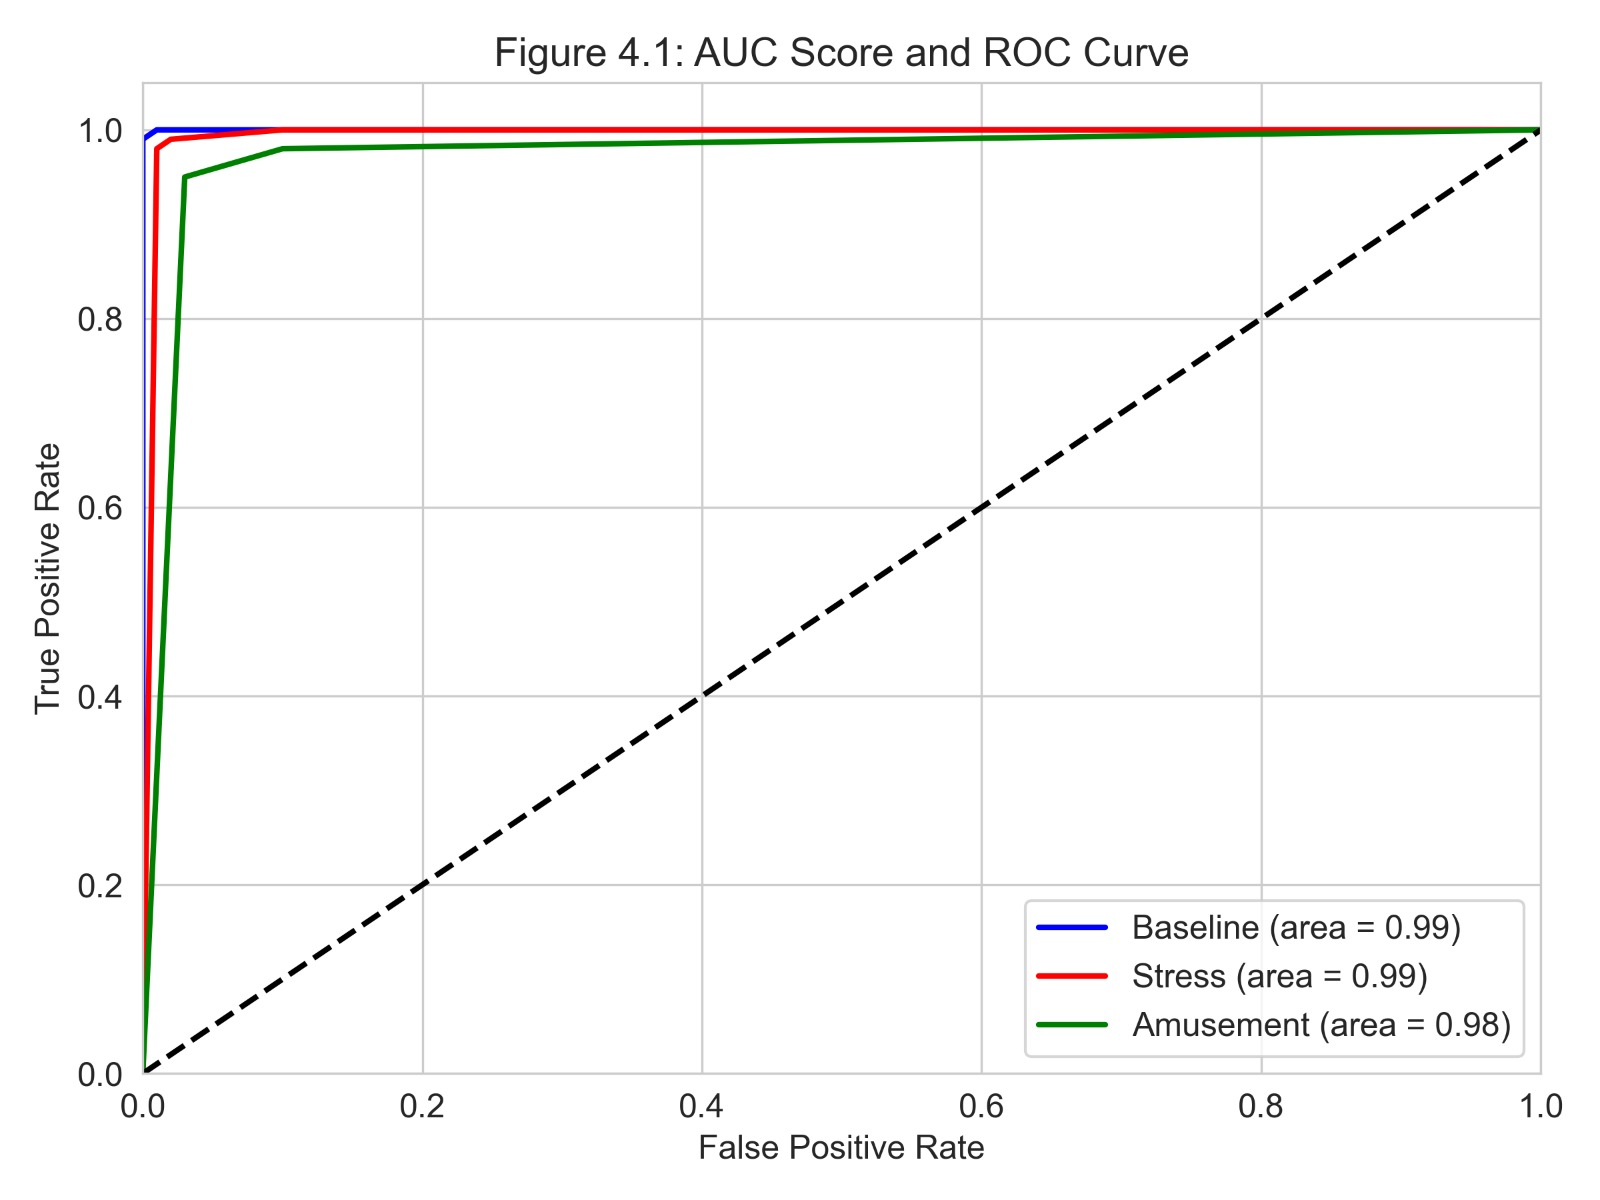 Figure 4.1: AUC Score and ROC Curve
1.0
0.8
0.6
0.4
0.2
0.0
True Positive Rate
Baseline (area = 0.99)
Stress (area = 0.99)
Amusement (area = 0.98)
0.0 0.2 0.4 0.6 0.8 1.0
False Positive Rate